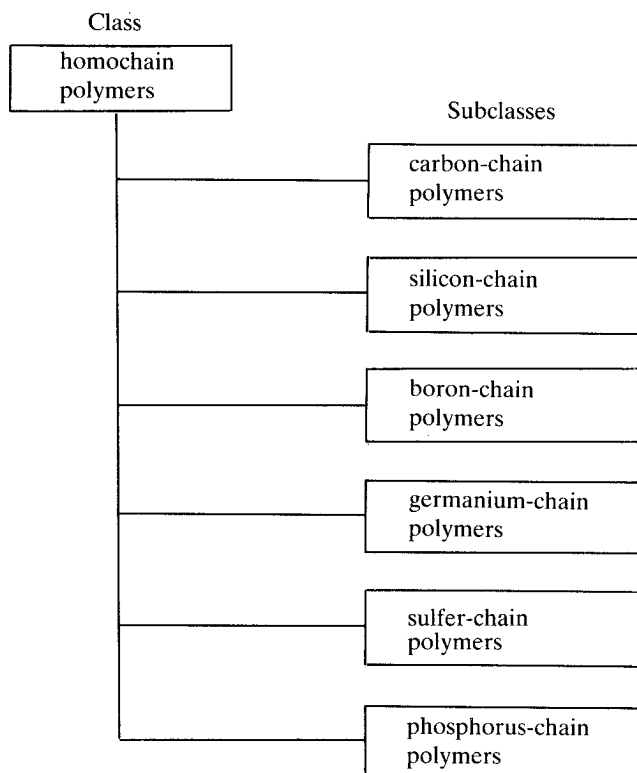 Class
homochain
polymers
Subclasses
carbon-chain
polymers
silicon-chain
polymers
boron-chain
polymers
germanium-chain
polymers
sulfer-chain
polymers
phosphorus-chain
polymers